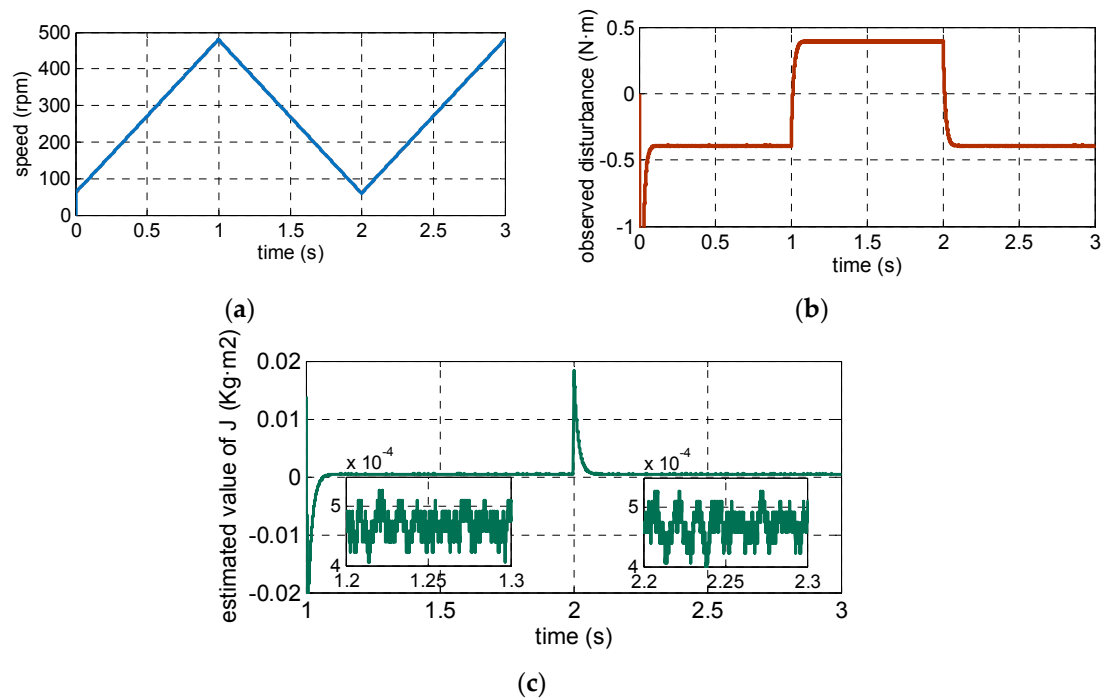 speed (rpm)
500
400
300
200
100
0
0 0.5 1 1.5 2 2.5 3
time (s)
(a)
observed disturbance (N·m)
0.5
0
-0.5
-1
0 0.5 1 1.5 2 2.5 3
time (s)
(b)
estimated value of J (Kg·m2)
0.02
0.01
0
-0.01
-0.02
x 10⁻⁴
5
4
1.2 1.25 1.3
x 10⁻⁴
5
4
2.2 2.25 2.3
1 1.5 2 2.5 3
time (s)
(c)